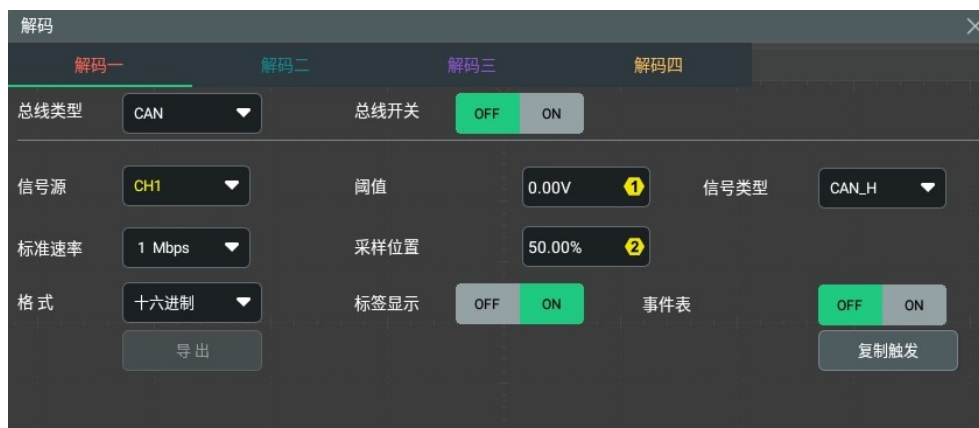 解码
解码一 解码二 解码三 解码四
总线类型 CAN 总线开关 OFF ON
信号源 CH1 阈值 0.00V 1 信号类型 CAN_H
标准速率 1 Mbps 采样位置 50.00% 2
格式 十六进制 标签显示 OFF ON 事件表 OFF ON
导出 复制触发